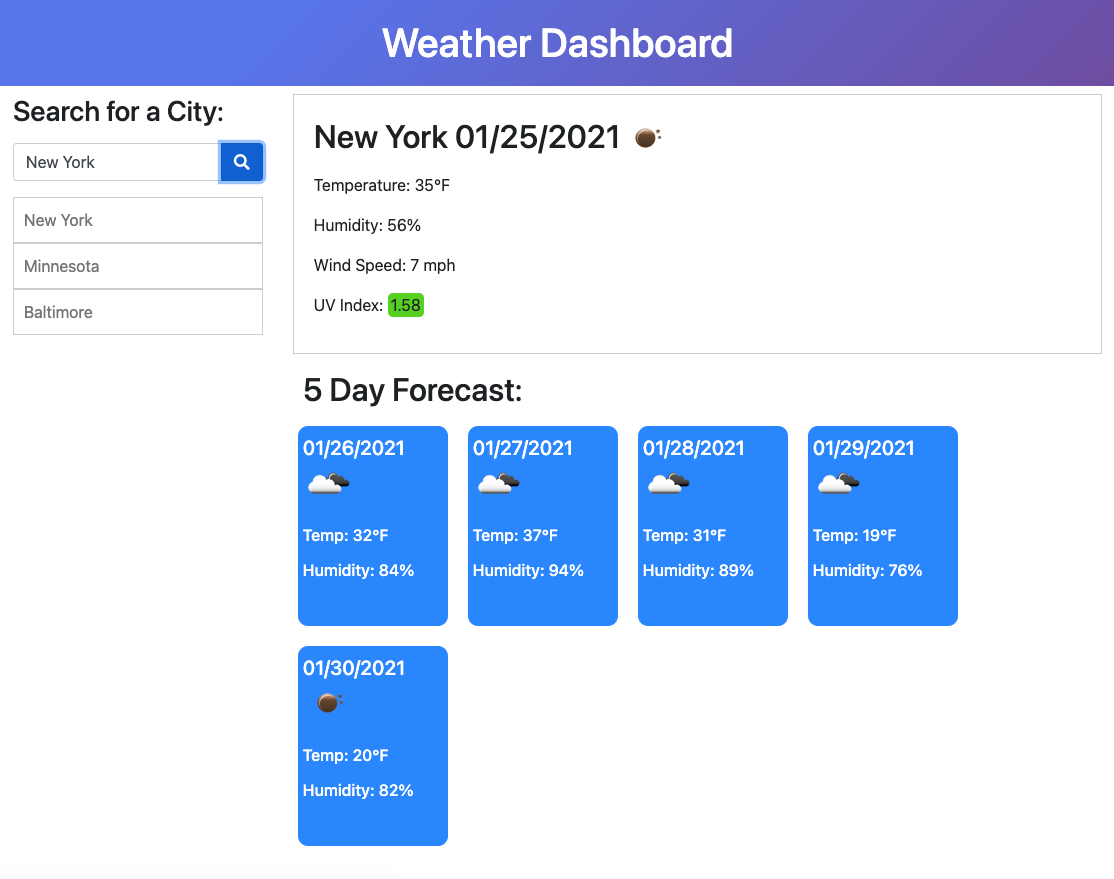 Weather Dashboard
Search for a City:
New York
New York
Minnesota
Baltimore
New York 01/25/2021
Temperature: 35°F
Humidity: 56%
Wind Speed: 7 mph
UV Index: 1.58
5 Day Forecast:
01/26/2021
Temp: 32°F
Humidity: 84%
01/27/2021
Temp: 37°F
Humidity: 94%
01/28/2021
Temp: 31°F
Humidity: 89%
01/29/2021
Temp: 19°F
Humidity: 76%
01/30/2021
Temp: 20°F
Humidity: 82%